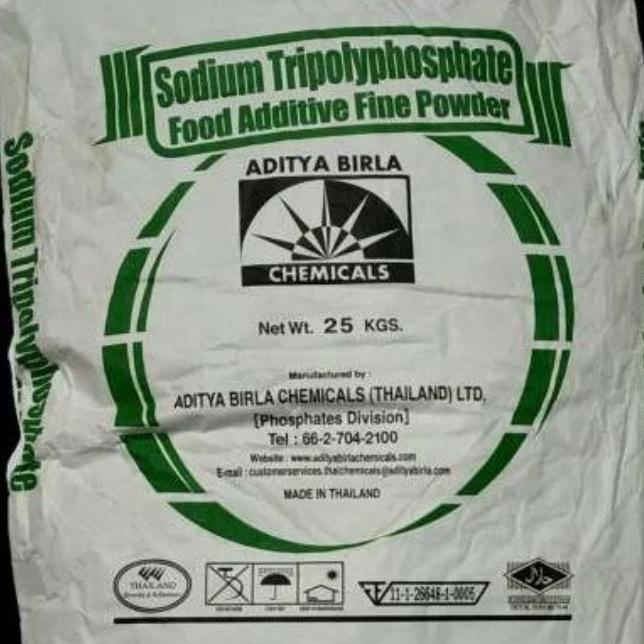 Sodium Tripolyphosphate
Food Additive Fine Powder
ADITYA BIRLA
CHEMICALS
Net Wt. 25 KGS.
Manufactured by :
ADITYA BIRLA CHEMICALS (THAILAND) LTD.
[Phosphates Division]
Tel : 66-2-704-2100
Website : www.adityabirlachemicals.com
E-mail : customerservices.thaichemicals@adityabirla.com
MADE IN THAILAND
Sodium Tripolyphosphate
THAILAND
11-1-26648-1-0005
حلال